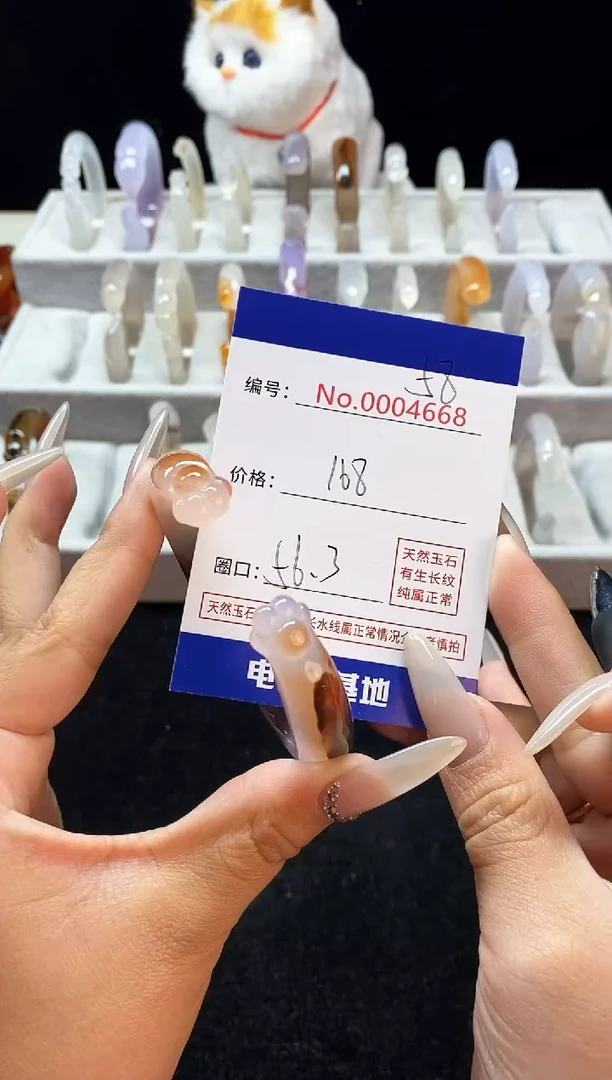 58
编号: No.0004668
价格: 168
圈口: 56.3
天然玉石
有生长纹
纯属正常
天然玉石 长水线属正常情况介 者慎拍
电 基地